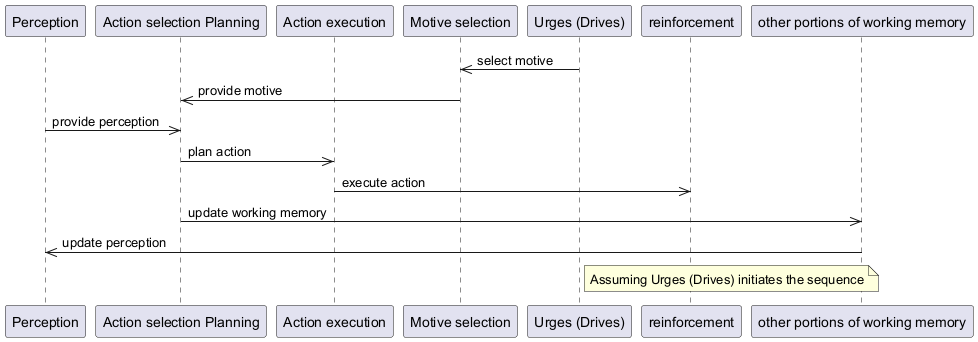 Perception Action selection Planning Action execution Motive selection Urges (Drives) reinforcement other portions of working memory
select motive
provide motive
provide perception
plan action
execute action
update working memory
update perception
Assuming Urges (Drives) initiates the sequence
Perception Action selection Planning Action execution Motive selection Urges (Drives) reinforcement other portions of working memory